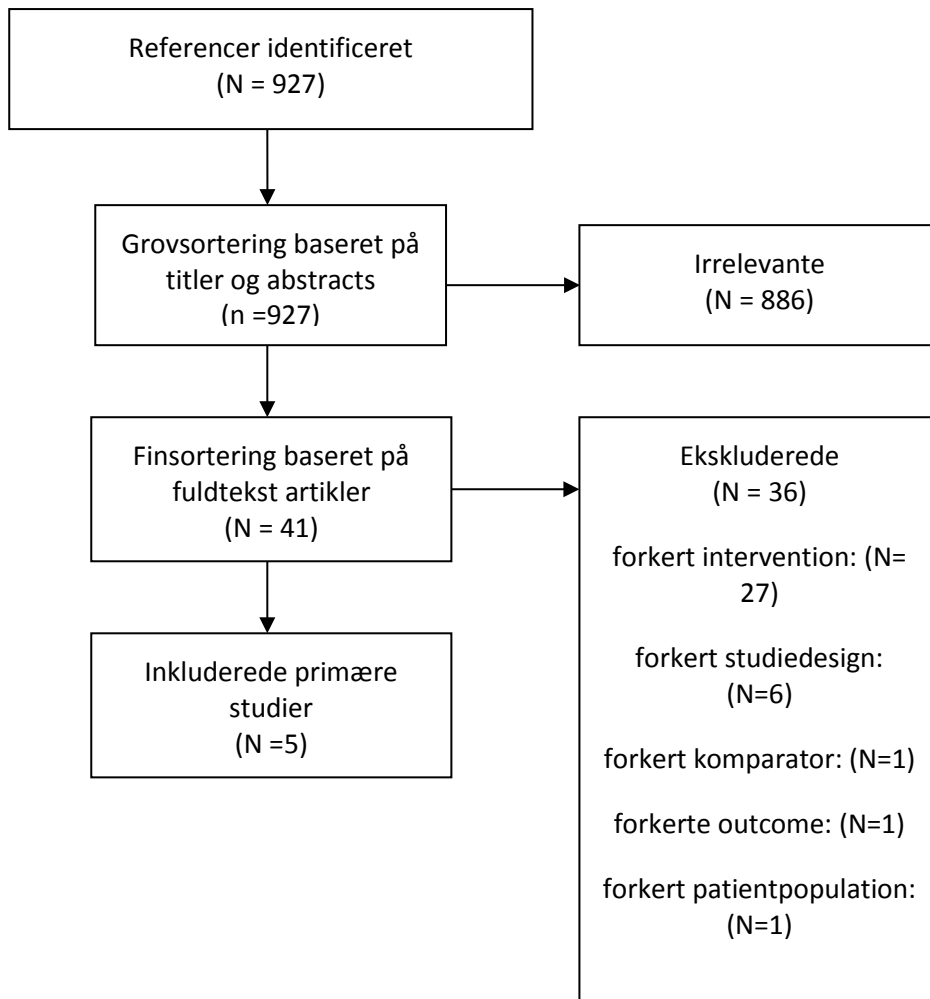 Referencer identificeret
(N = 927)
Grovsortering baseret på
titler og abstracts
(n =927)
Irrelevante
(N = 886)
Finsortering baseret på
fuldtekst artikler
(N = 41)
Ekskluderede
(N = 36)
forkert intervention: (N=
27)
forkert studiedesign:
(N=6)
forkert komparator: (N=1)
forkerte outcome: (N=1)
forkert patientpopulation:
(N=1)
Inkluderede primære
studier
(N =5)